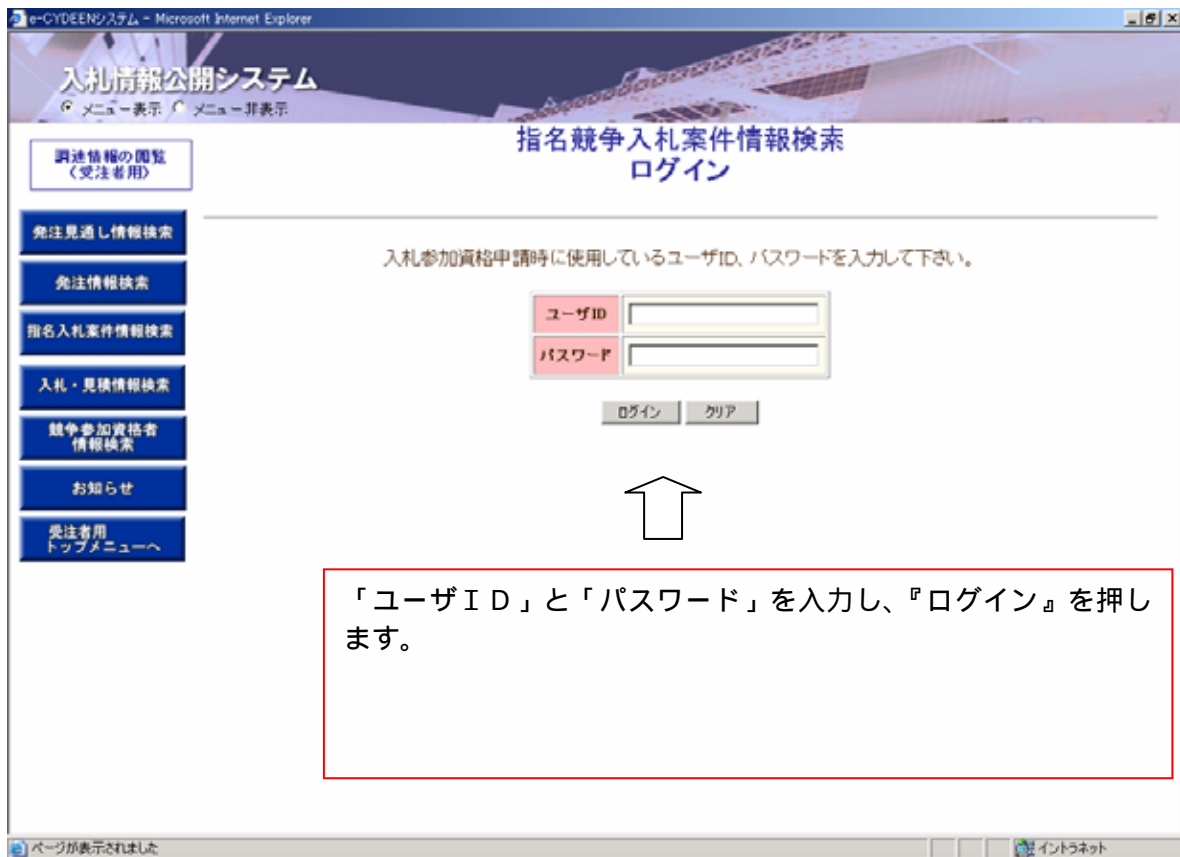 e-CYDEENシステム - Microsoft Internet Explorer
入札情報公開システム
メニュー表示 メニュー非表示
調達情報の閲覧
(受注者用)
発注見通し情報検索
発注情報検索
指名入札案件情報検索
入札・見積情報検索
競争参加資格者
情報検索
お知らせ
受注者用
トップメニューへ
指名競争入札案件情報検索
ログイン
入札参加資格申請時に使用しているユーザID、パスワードを入力して下さい。
ユーザID
パスワード
ログイン クリア
「ユーザＩＤ」と「パスワード」を入力し、『ログイン』を押し
ます。
ページが表示されました
イントラネット